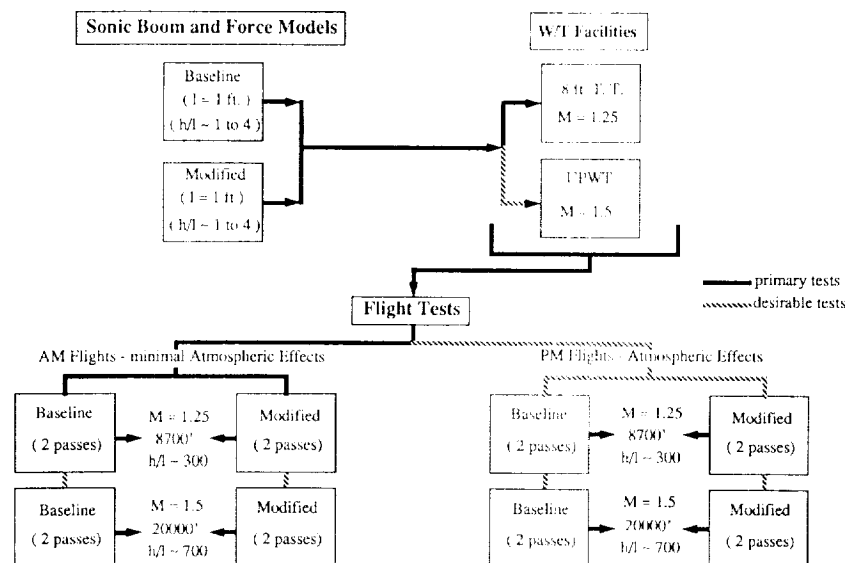 Sonic Boom and Force Models
W/T Facilities
Baseline
( l = 1 ft. )
( h/l ~ 1 to 4 )
Modified
( l = 1 ft )
( h/l ~ 1 to 4 )
8 ft. T. T.
M = 1.25
UPWT
M = 1.5
primary tests
desirable tests
Flight Tests
AM Flights - minimal Atmospheric Effects
PM Flights - Atmospheric Effects
Baseline
( 2 passes)
M = 1.25
8700'
h/l ~ 300
Modified
( 2 passes)
Baseline
( 2 passes)
M = 1.25
8700'
h/l ~ 300
Modified
( 2 passes)
Baseline
( 2 passes)
M = 1.5
20000'
h/l ~ 700
Modified
( 2 passes)
Baseline
( 2 passes)
M = 1.5
20000'
h/l ~ 700
Modified
( 2 passes)